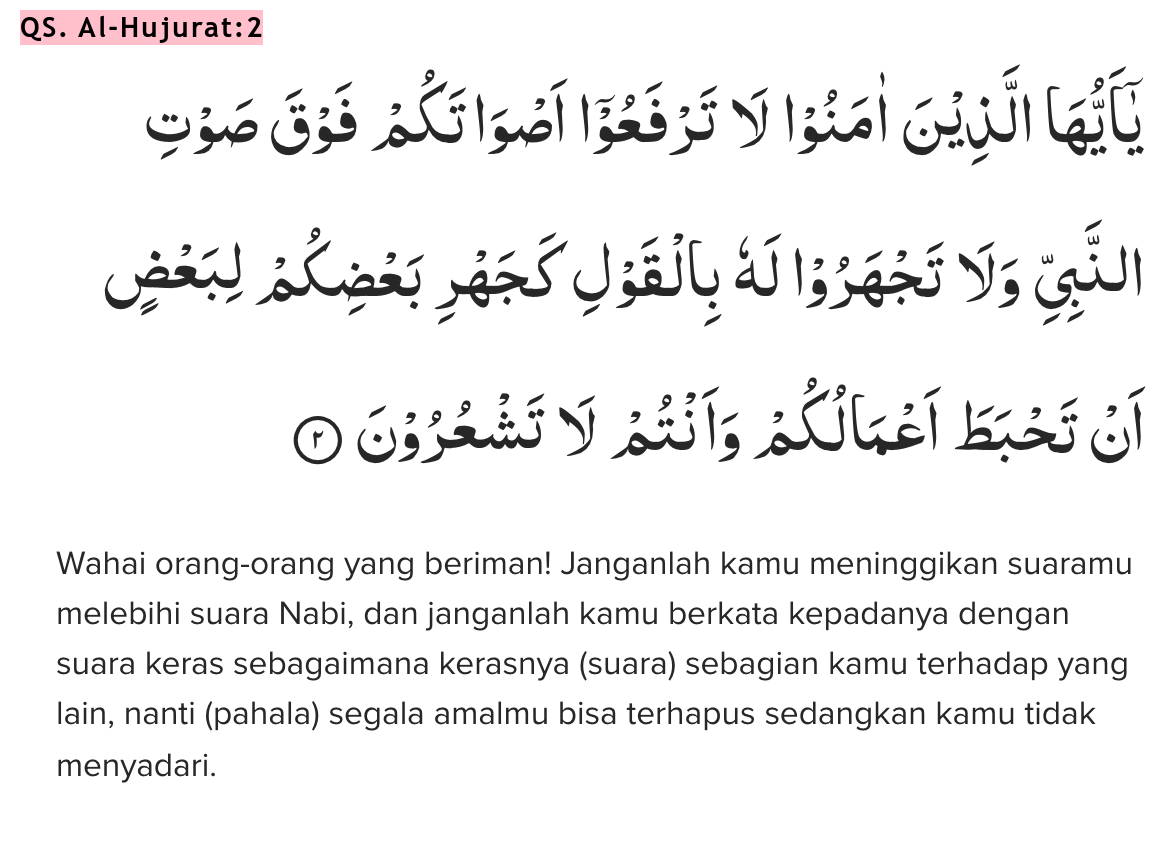 QS. Al-Hujurat:2
يٰٓاَيُّهَا الَّذِيْنَ اٰمَنُوْا لَا تَرْفَعُوْٓا اَصْوَاتَكُمْ فَوْقَ صَوْتِ
النَّبِيِّ وَلَا تَجْهَرُوْا لَهٗ بِالْقَوْلِ كَجَهْرِ بَعْضِكُمْ لِبَعْضٍ
اَنْ تَحْبَطَ اَعْمَالُكُمْ وَاَنْتُمْ لَا تَشْعُرُوْنَ ٢
Wahai orang-orang yang beriman! Janganlah kamu meninggikan suaramu
melebihi suara Nabi, dan janganlah kamu berkata kepadanya dengan
suara keras sebagaimana kerasnya (suara) sebagian kamu terhadap yang
lain, nanti (pahala) segala amalmu bisa terhapus sedangkan kamu tidak
menyadari.